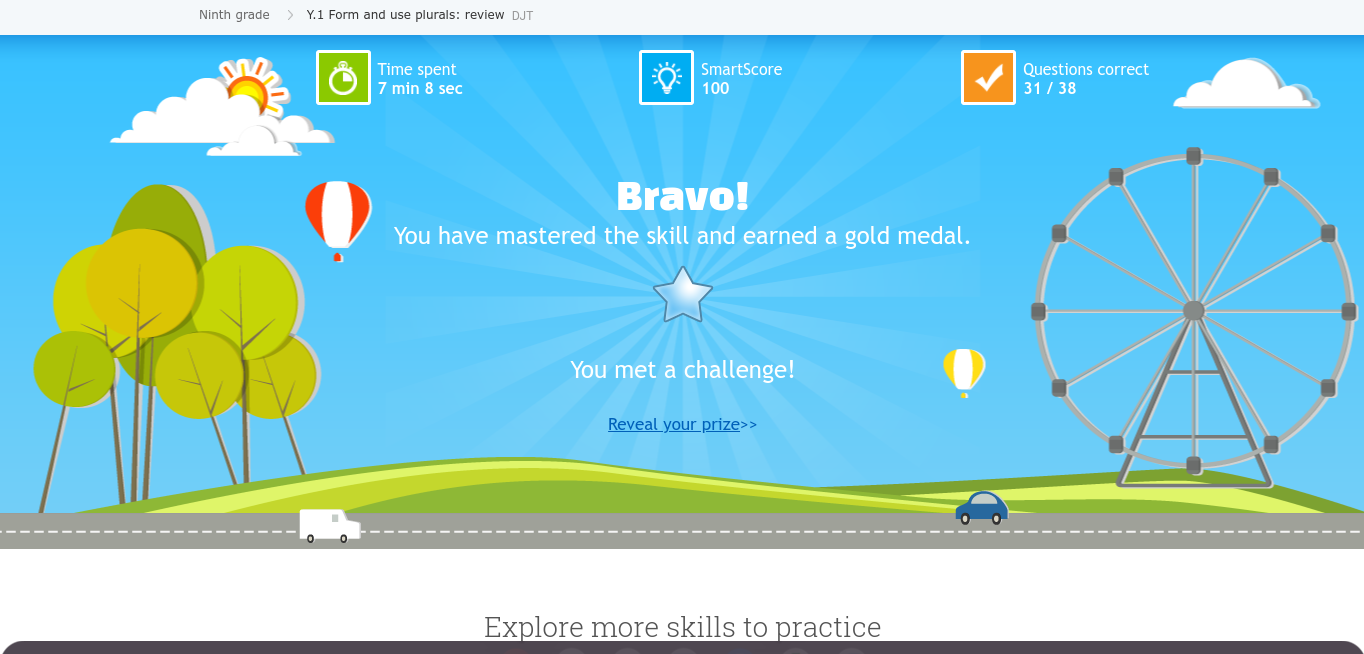 Ninth grade > Y.1 Form and use plurals: review DJT
Time spent
7 min 8 sec
SmartScore
100
Questions correct
31 / 38
Bravo!
You have mastered the skill and earned a gold medal.
You met a challenge!
Reveal your prize>>
Explore more skills to practice